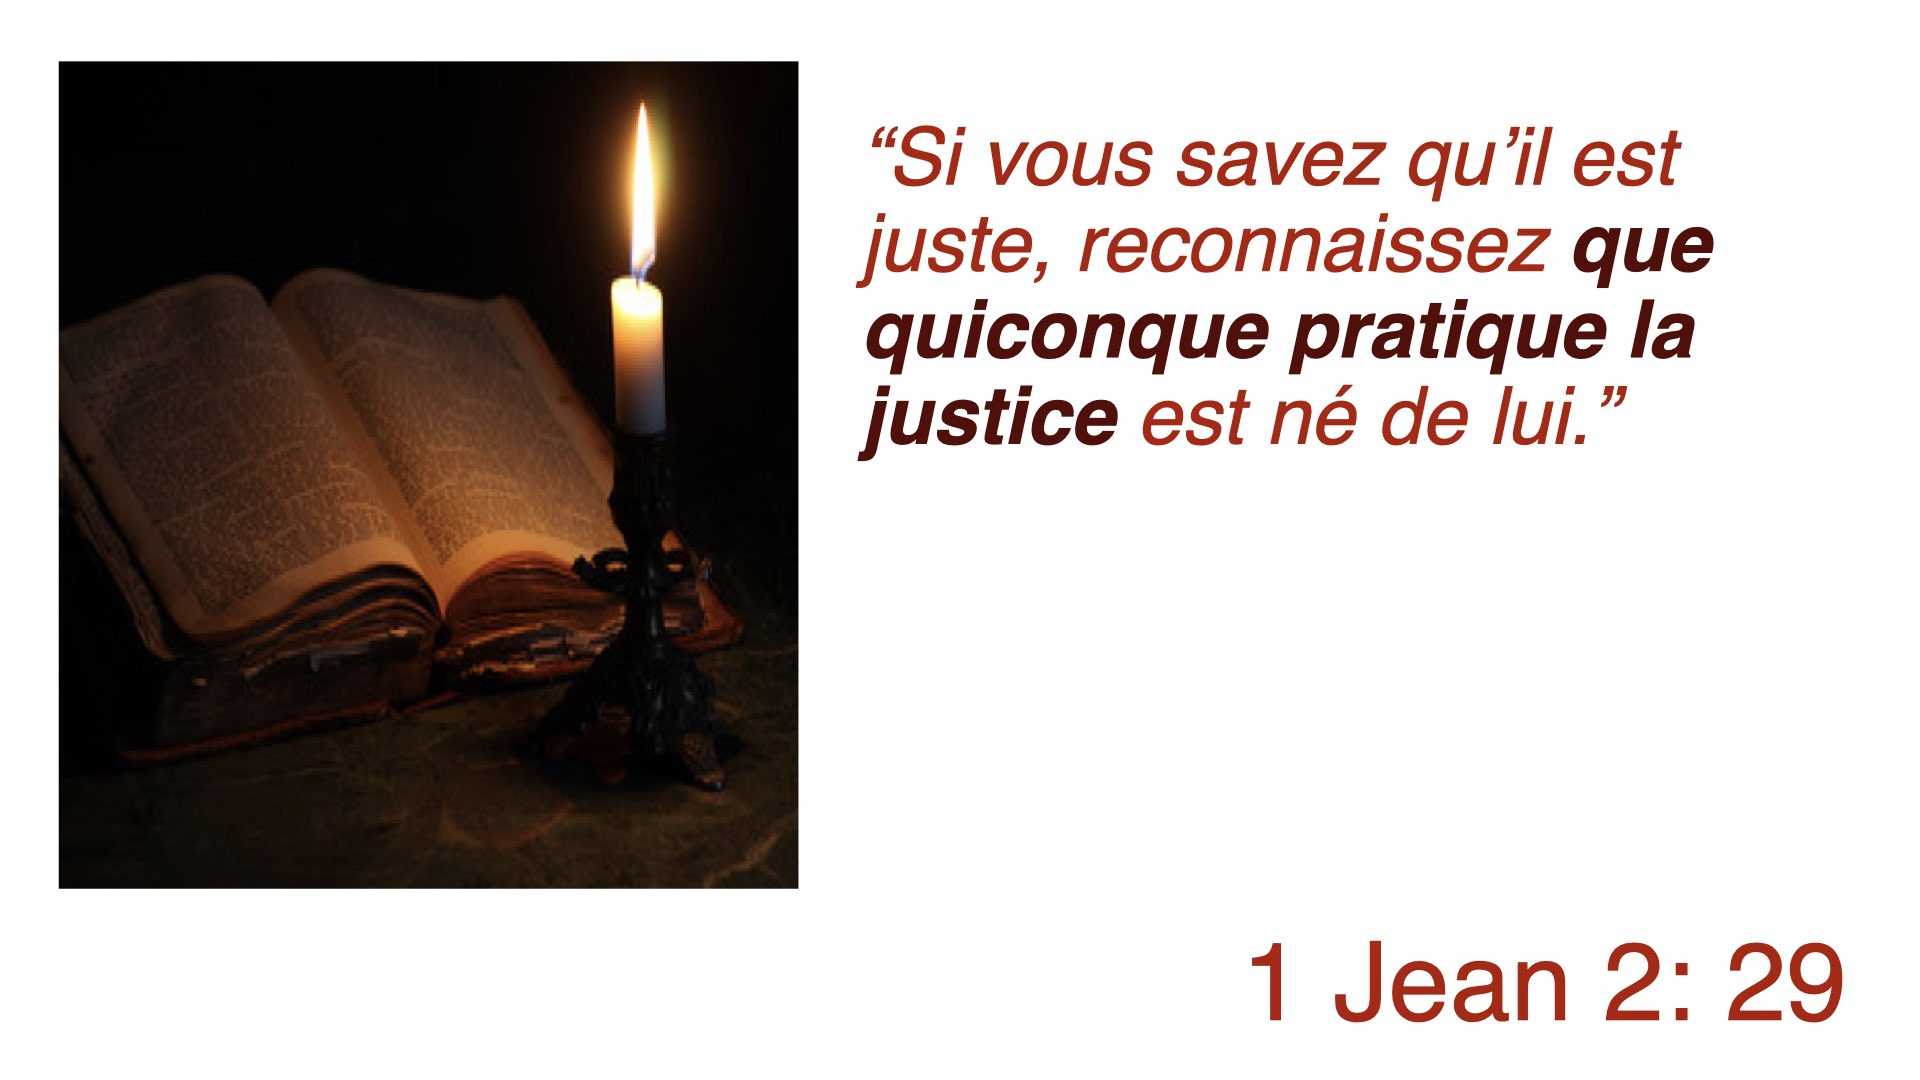 “Si vous savez qu’il est
juste, reconnaissez que
quiconque pratique la
justice est né de lui.”
1 Jean 2: 29